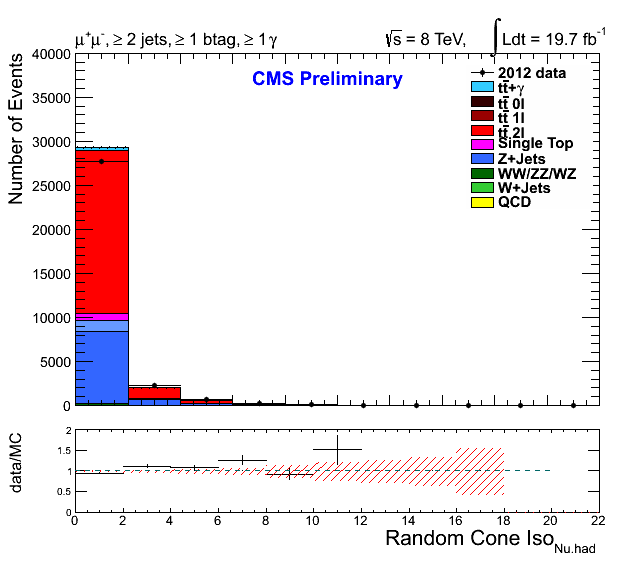 μ⁺μ⁻, ≥ 2 jets, ≥ 1 btag, ≥ 1 γ √s = 8 TeV, ∫ Ldt = 19.7 fb⁻¹
CMS Preliminary
2012 data
tt̄+γ
tt̄ 0l
tt̄ 1l
tt̄ 2l
Single Top
Z+Jets
WW/ZZ/WZ
W+Jets
QCD
Number of Events
40000
35000
30000
25000
20000
15000
10000
5000
0
data/MC
2
1.5
1
0.5
0
0 2 4 6 8 10 12 14 16 18 20 22
Random Cone Iso Nu.had